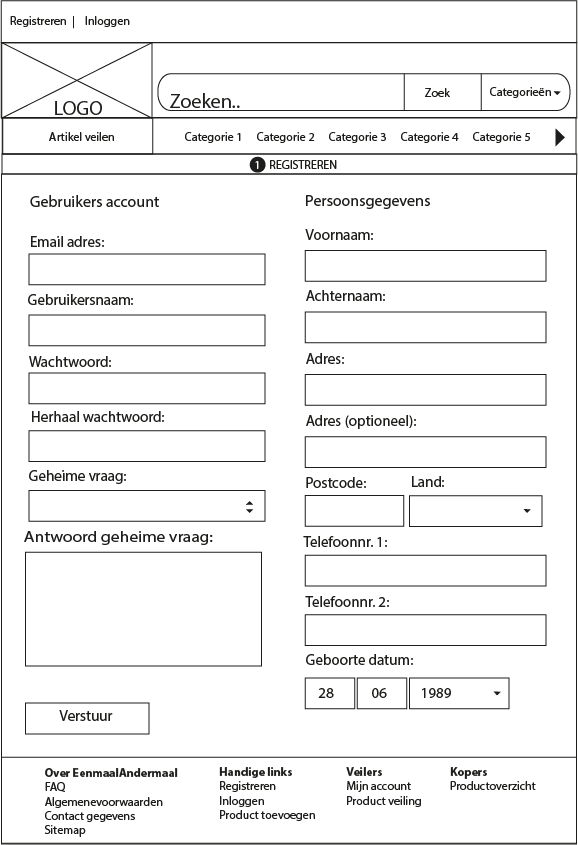 Registreren | Inloggen
LOGO
Zoeken..
Zoek
Categorieën
Artikel veilen
Categorie 1 Categorie 2 Categorie 3 Categorie 4 Categorie 5
1 REGISTREREN
Gebruikers account
Email adres:
Gebruikersnaam:
Wachtwoord:
Herhaal wachtwoord:
Geheime vraag:
Antwoord geheime vraag:
Verstuur
Persoonsgegevens
Voornaam:
Achternaam:
Adres:
Adres (optioneel):
Postcode: Land:
Telefoonnr. 1:
Telefoonnr. 2:
Geboorte datum:
28 06 1989
Over EenmaalAndermaal
FAQ
Algemenevoorwaarden
Contact gegevens
Sitemap
Handige links
Registreren
Inloggen
Product toevoegen
Veilers
Mijn account
Product veiling
Kopers
Productoverzicht